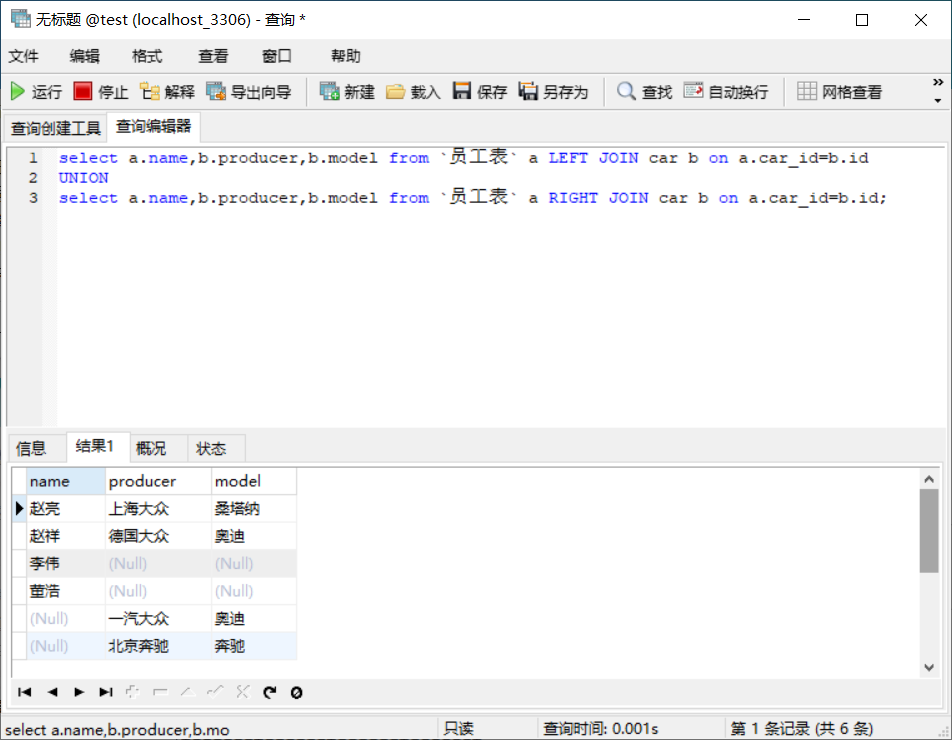 无标题 @test (localhost_3306) - 查询 *
文件 编辑 格式 查看 窗口 帮助
运行 停止 解释 导出向导 新建 载入 保存 另存为 查找 自动换行 网格查看 »
查询创建工具 查询编辑器
1 select a.name,b.producer,b.model from `员工表` a LEFT JOIN car b on a.car_id=b.id
2 UNION
3 select a.name,b.producer,b.model from `员工表` a RIGHT JOIN car b on a.car_id=b.id;
信息 结果1 概况 状态
name producer model
赵亮 上海大众 桑塔纳
赵祥 德国大众 奥迪
李伟 (Null) (Null)
董浩 (Null) (Null)
(Null) 一汽大众 奥迪
(Null) 北京奔驰 奔驰
select a.name,b.producer,b.mo 只读 查询时间: 0.001s 第 1 条记录 (共 6 条)